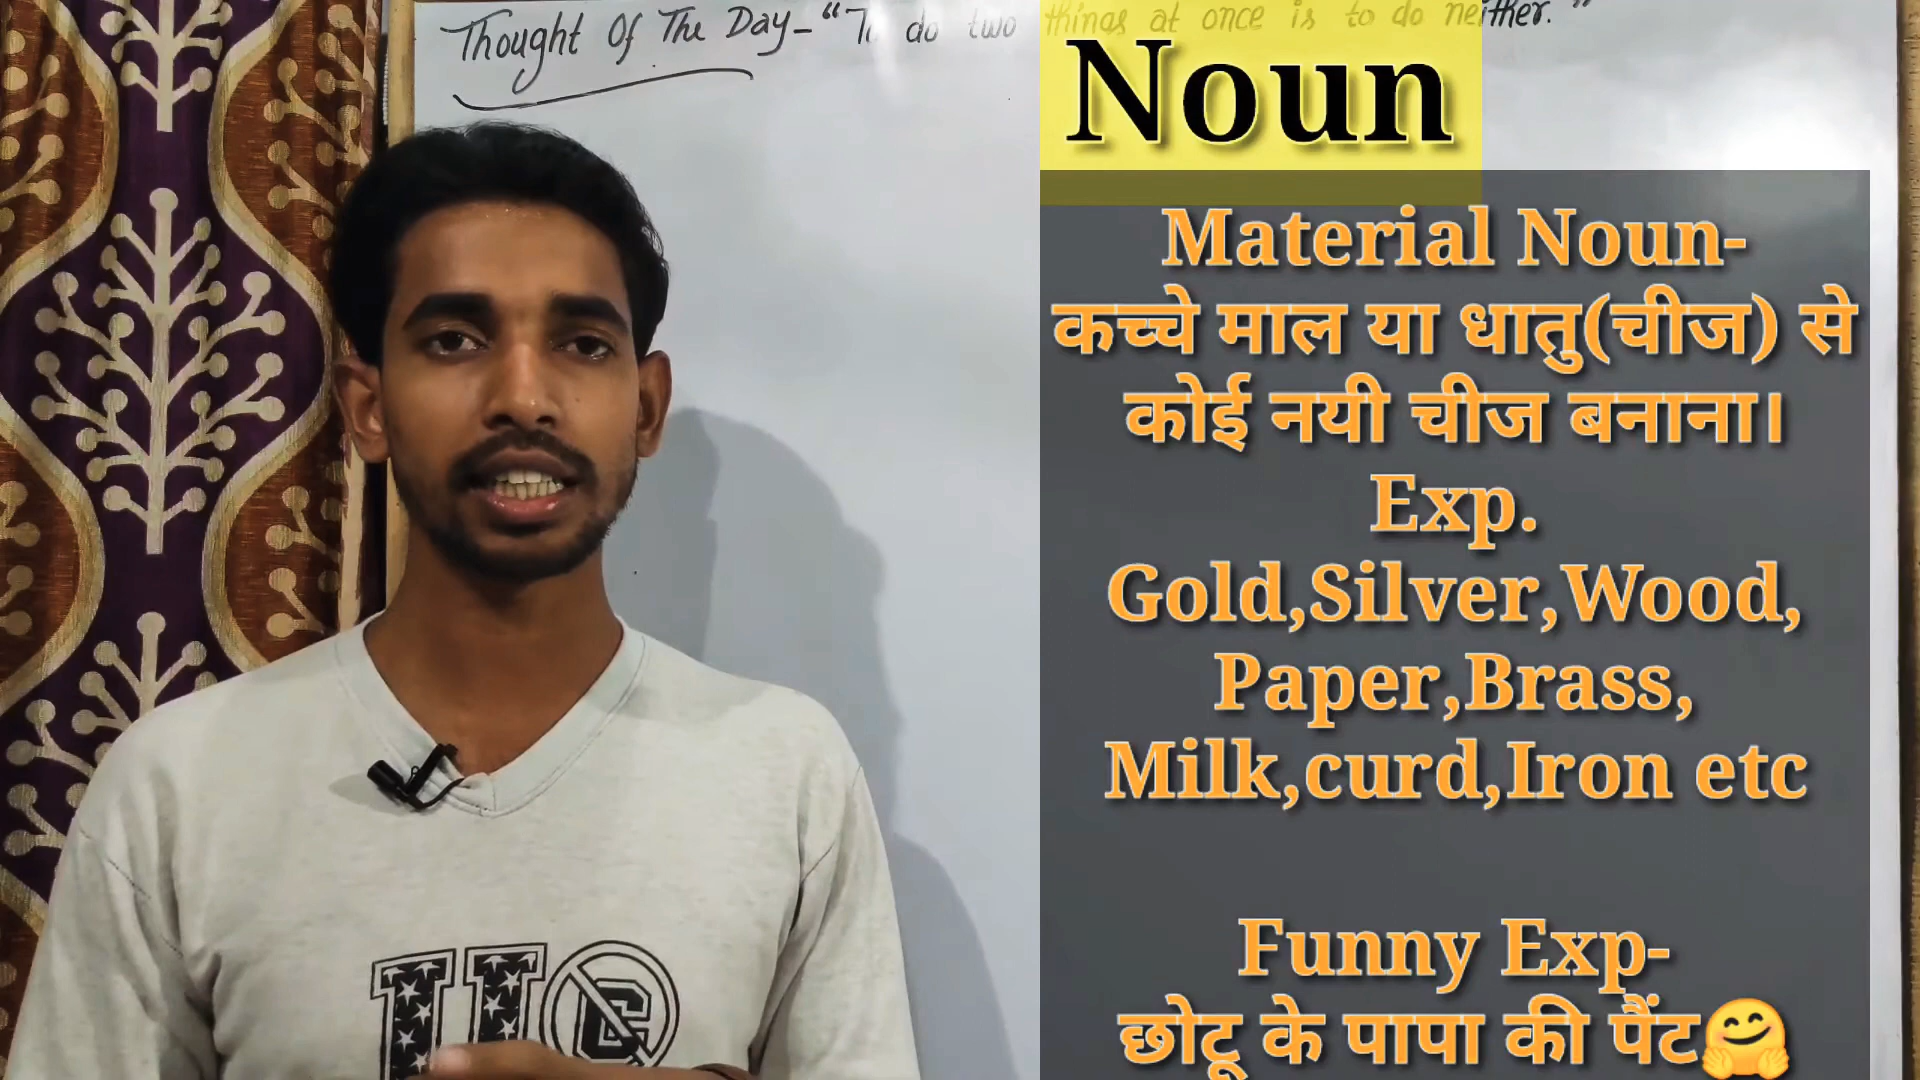 Thought Of The Day-“To do two things at once is to do neither.”
Noun
Material Noun-
कच्चे माल या धातु(चीज) से
कोई नयी चीज बनाना।
Exp.
Gold,Silver,Wood,
Paper,Brass,
Milk,curd,Iron etc
Funny Exp-
छोटू के पापा की पैंट🤗